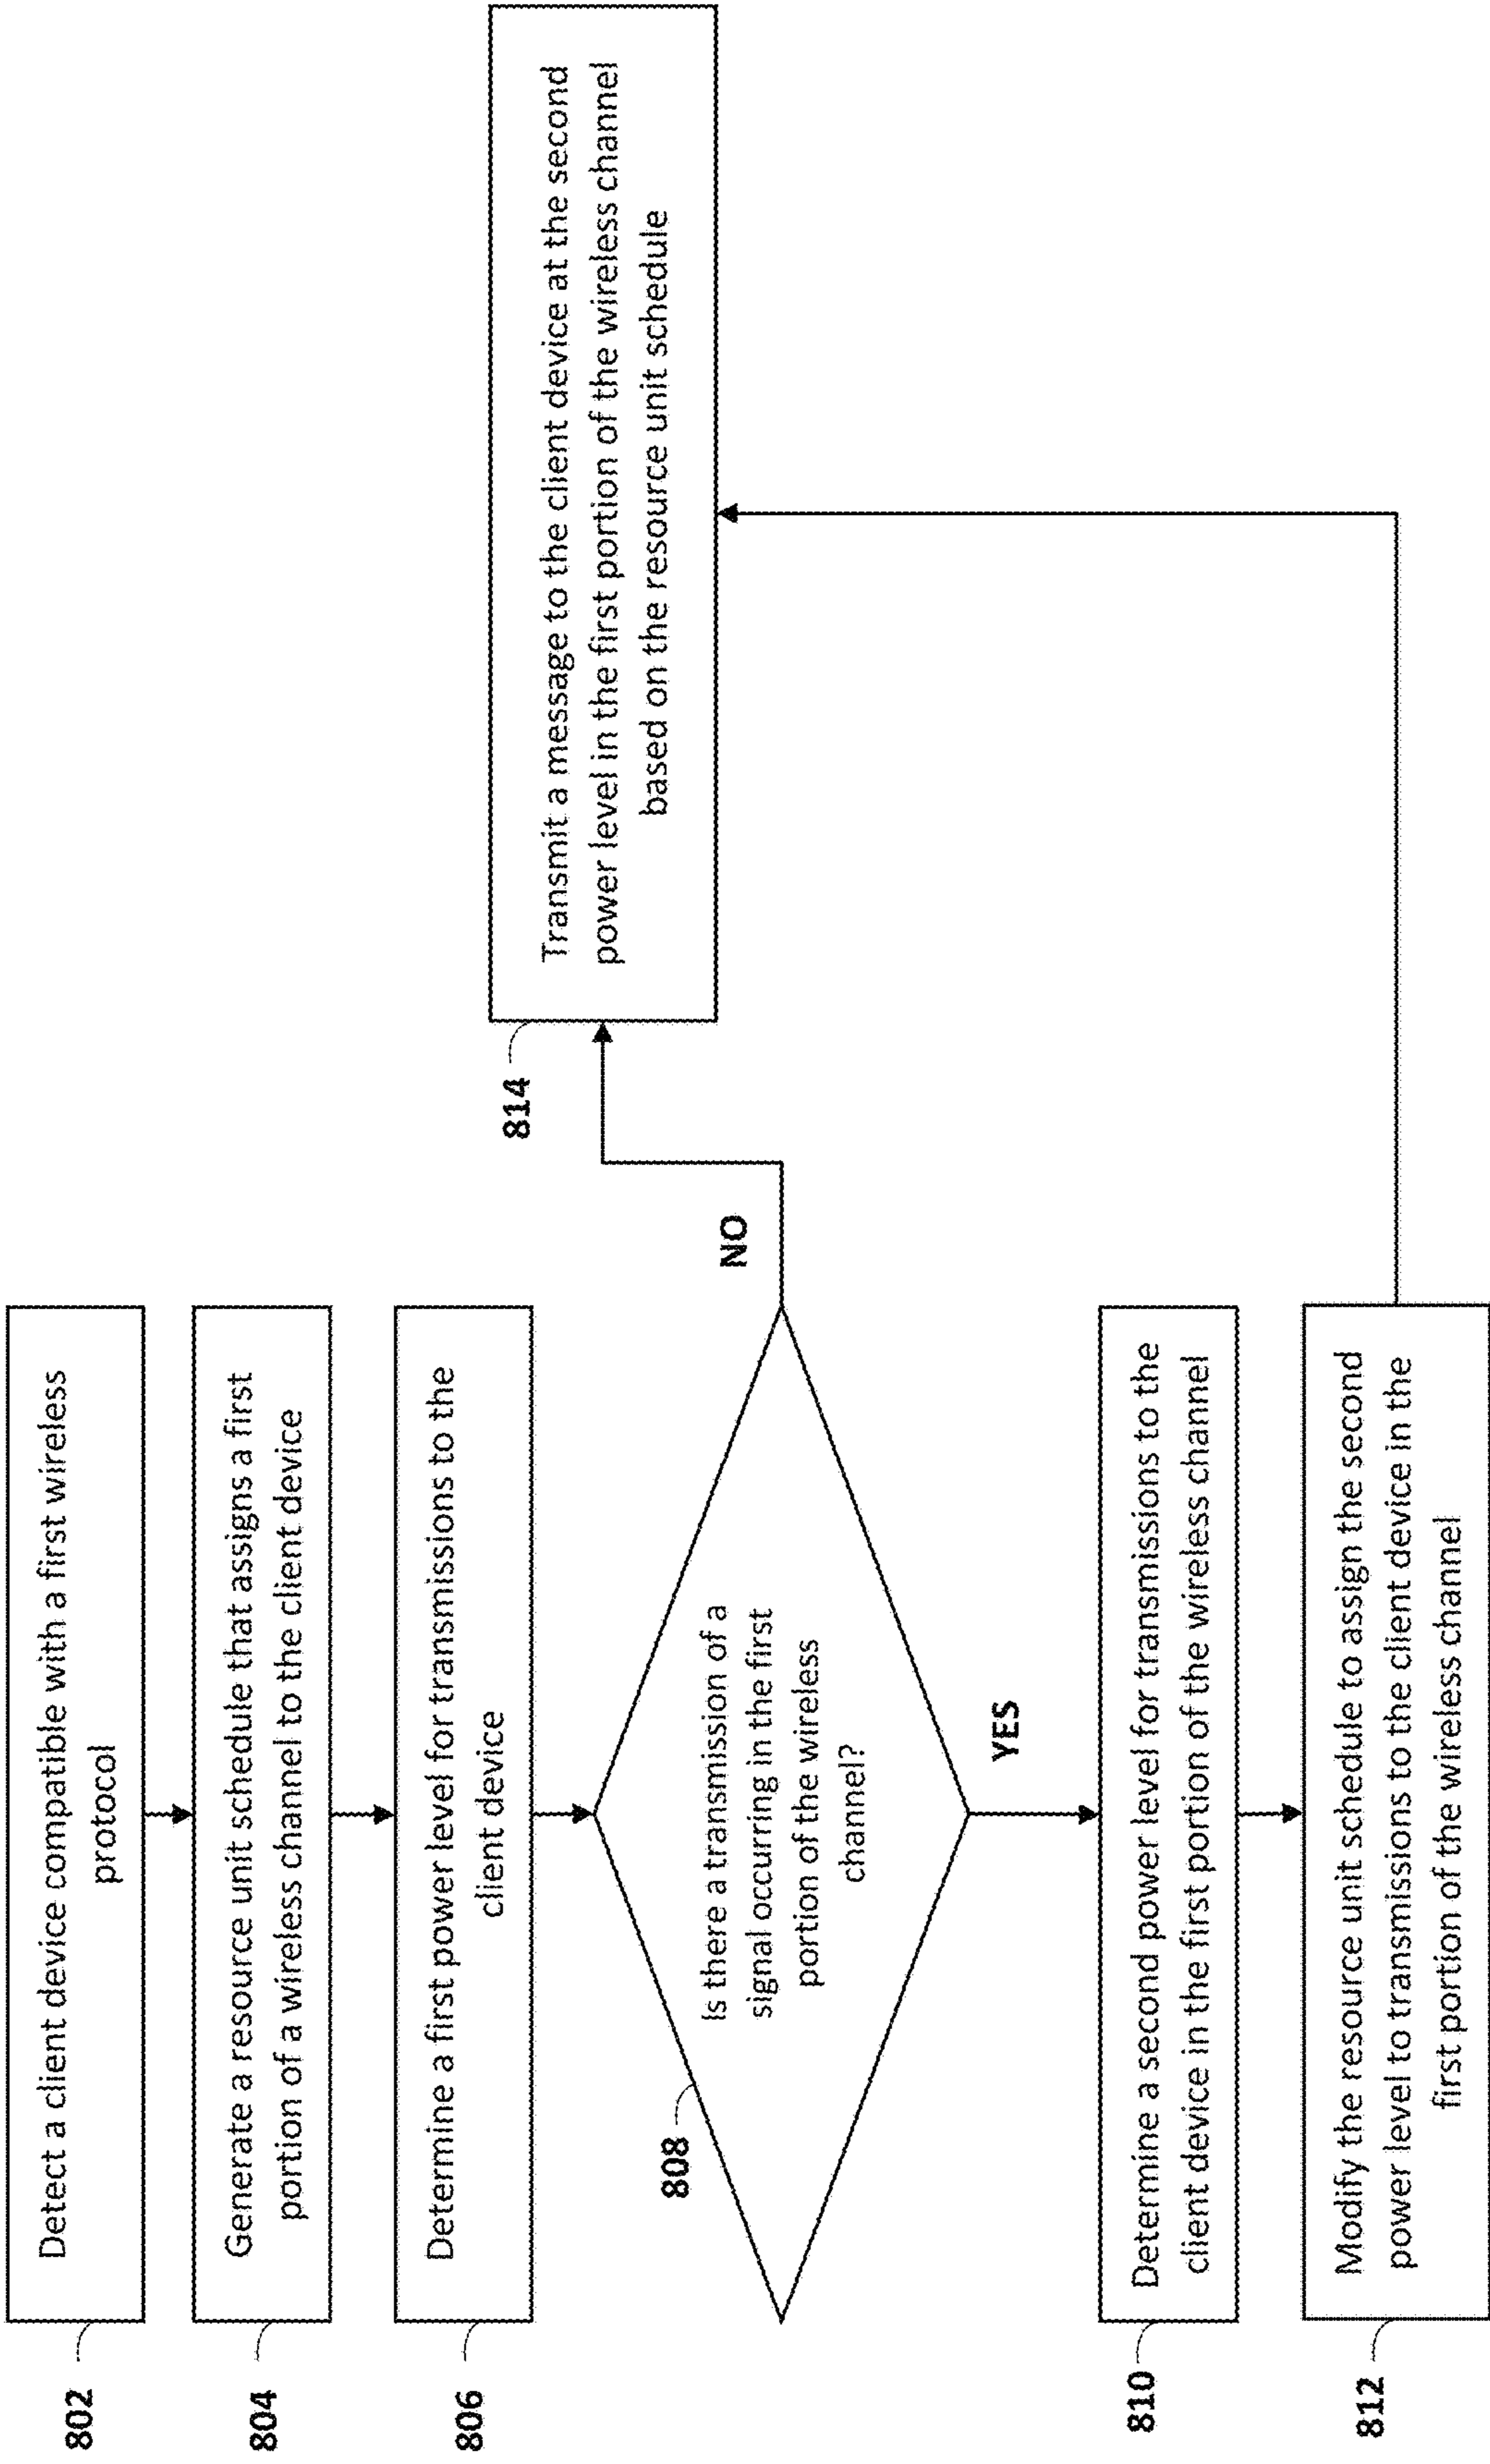 802
Detect a client device compatible with a first wireless
protocol
804
Generate a resource unit schedule that assigns a first
portion of a wireless channel to the client device
806
Determine a first power level for transmissions to the
client device
808
Is there a transmission of a
signal occurring in the first
portion of the wireless
channel?
NO
YES
810
Determine a second power level for transmissions to the
client device in the first portion of the wireless channel
812
Modify the resource unit schedule to assign the second
power level to transmissions to the client device in the
first portion of the wireless channel
814
Transmit a message to the client device at the second
power level in the first portion of the wireless channel
based on the resource unit schedule